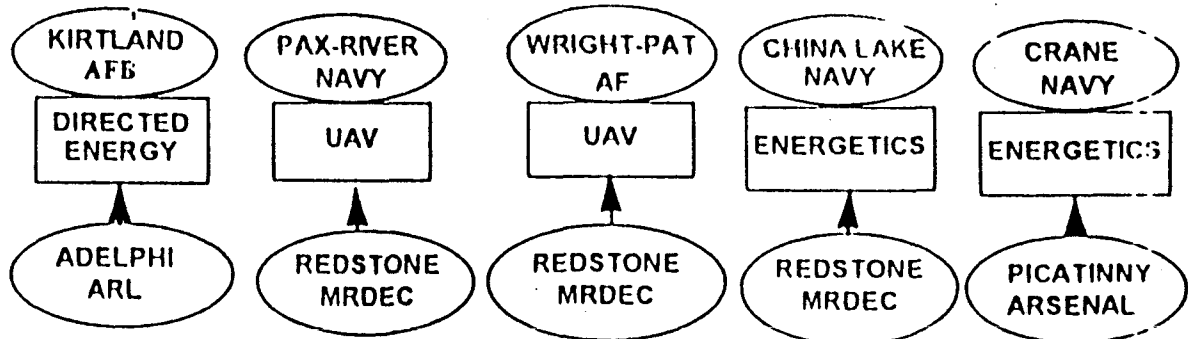 KIRTLAND
AFB
PAX-RIVER
NAVY
WRIGHT-PAT
AF
CHINA LAKE
NAVY
CRANE
NAVY
DIRECTED
ENERGY
UAV
UAV
ENERGETICS
ENERGETICS
ADELPHI
ARL
REDSTONE
MRDEC
REDSTONE
MRDEC
REDSTONE
MRDEC
PICATINNY
ARSENAL